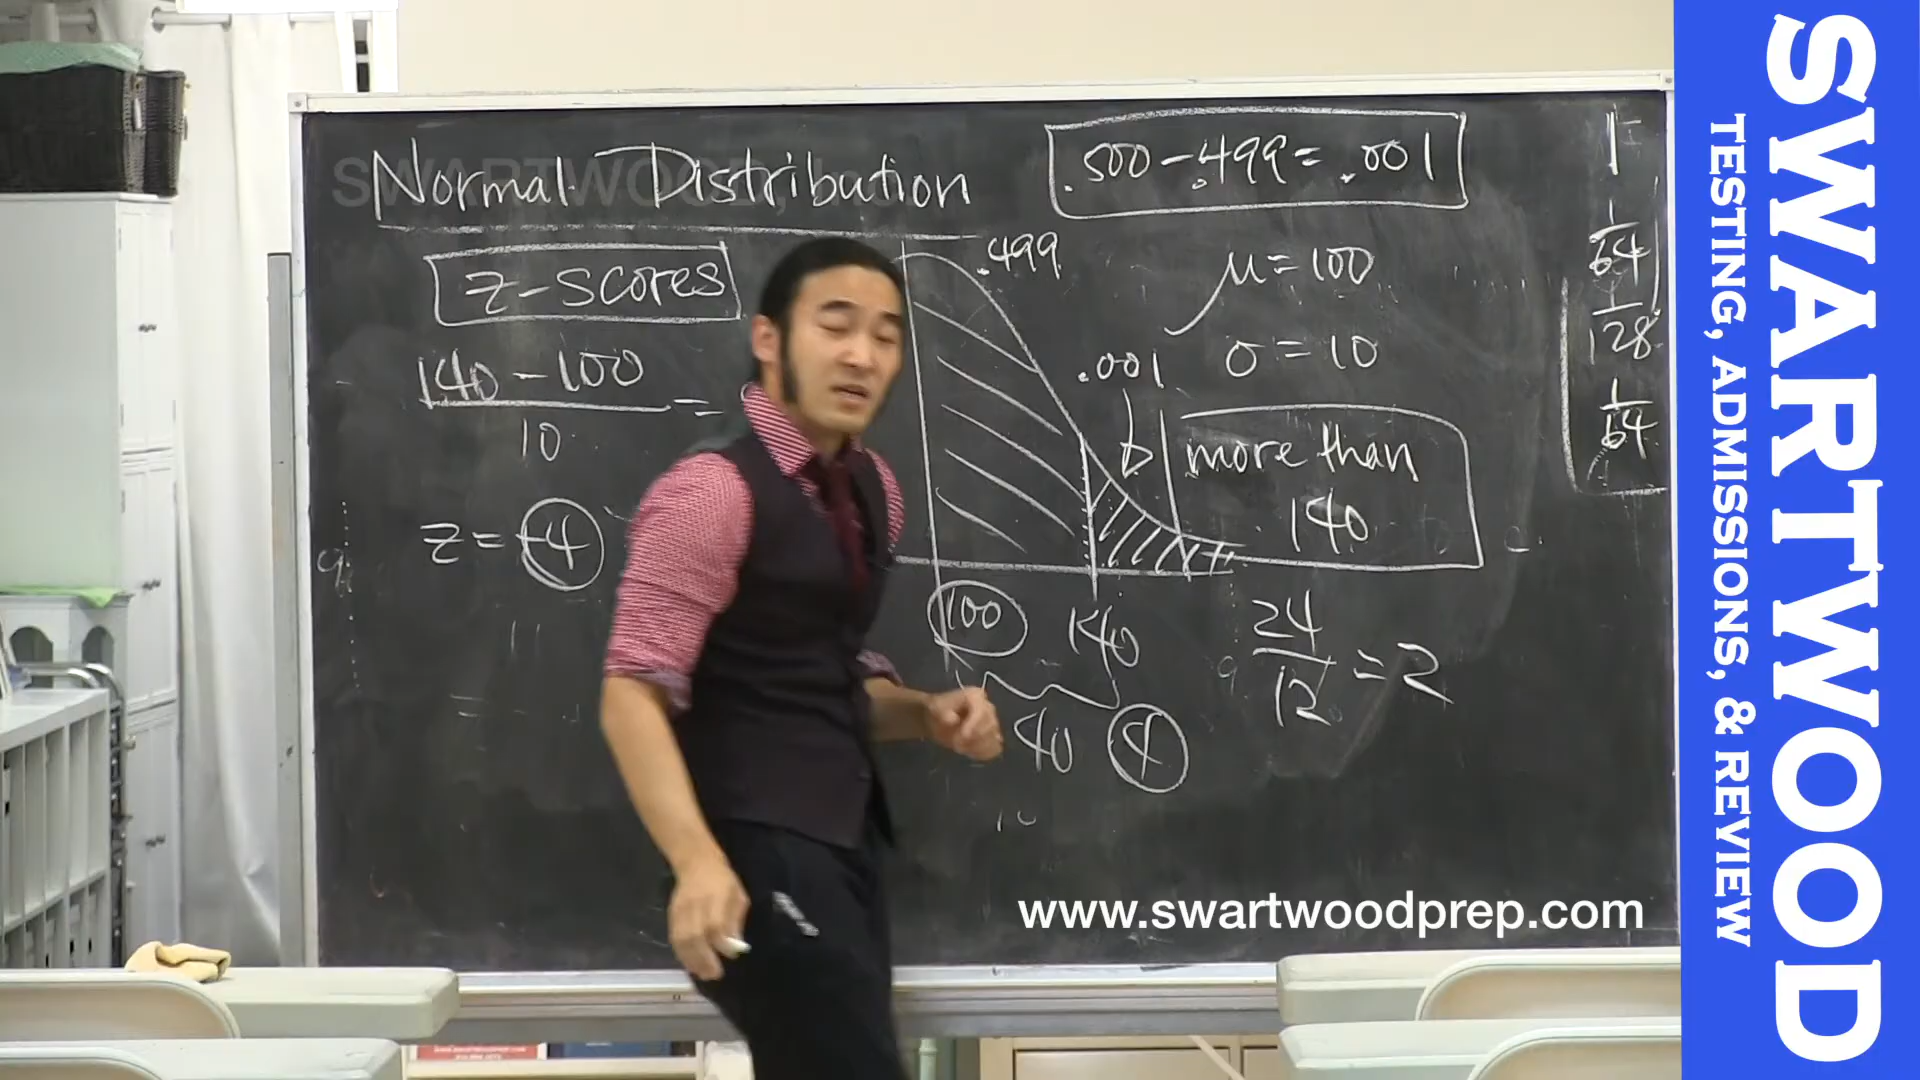 Normal Distribution
.500 - .499 = .001
z-scores
.499
μ = 100
140 - 100
10
=
σ = 10
.001
more than
140
z = +4
100
140
24
12
= 2
40
4
1
1
64
1
128
1
64
www.swartwoodprep.com
SWARTWOOD
TESTING, ADMISSIONS, & REVIEW
SWARTWOOD